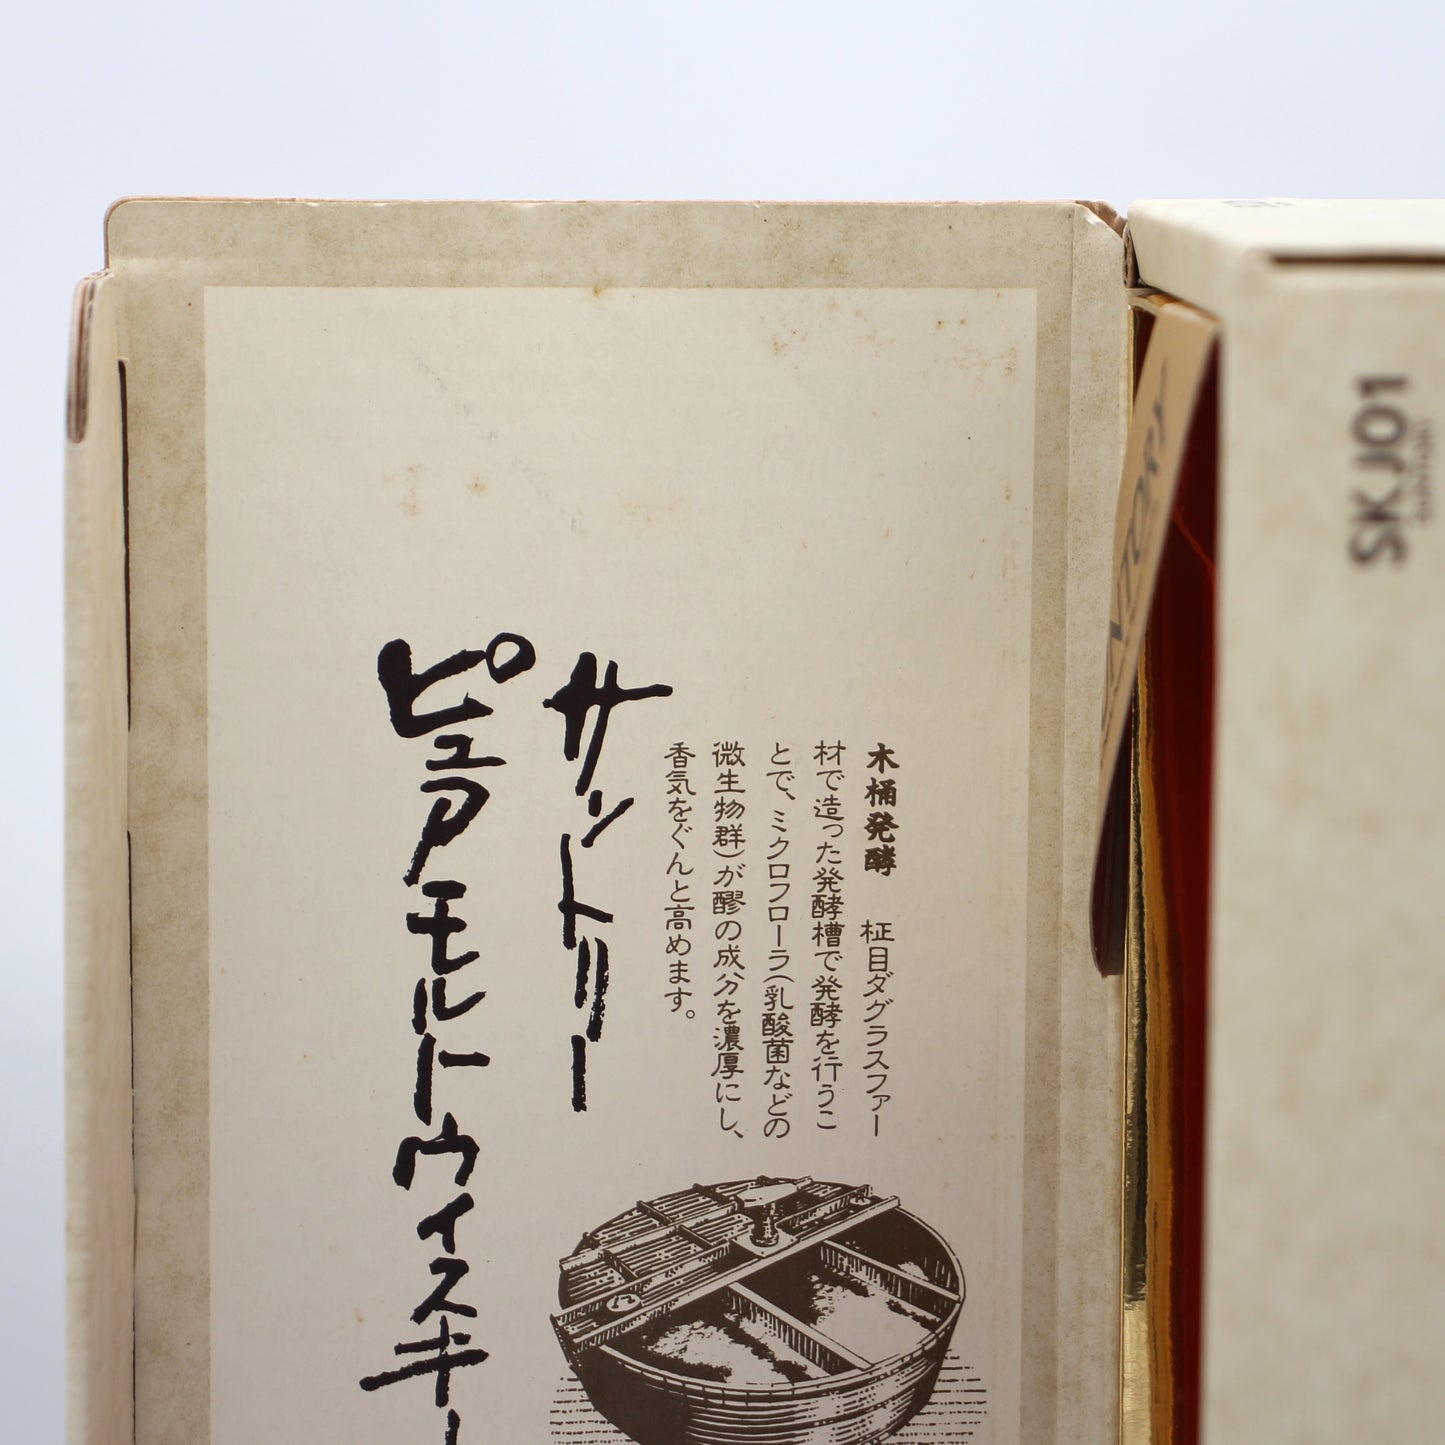 木桶発酵 柾目ダグラスファー
材で造った発酵槽で発酵を行うこ
とで、ミクロフローラ(乳酸菌などの
微生物群)が醪の成分を濃厚にし、
香気をぐんと高めます。
サントリー
ピュアモルトウイスキー
NTORY
SKJ01